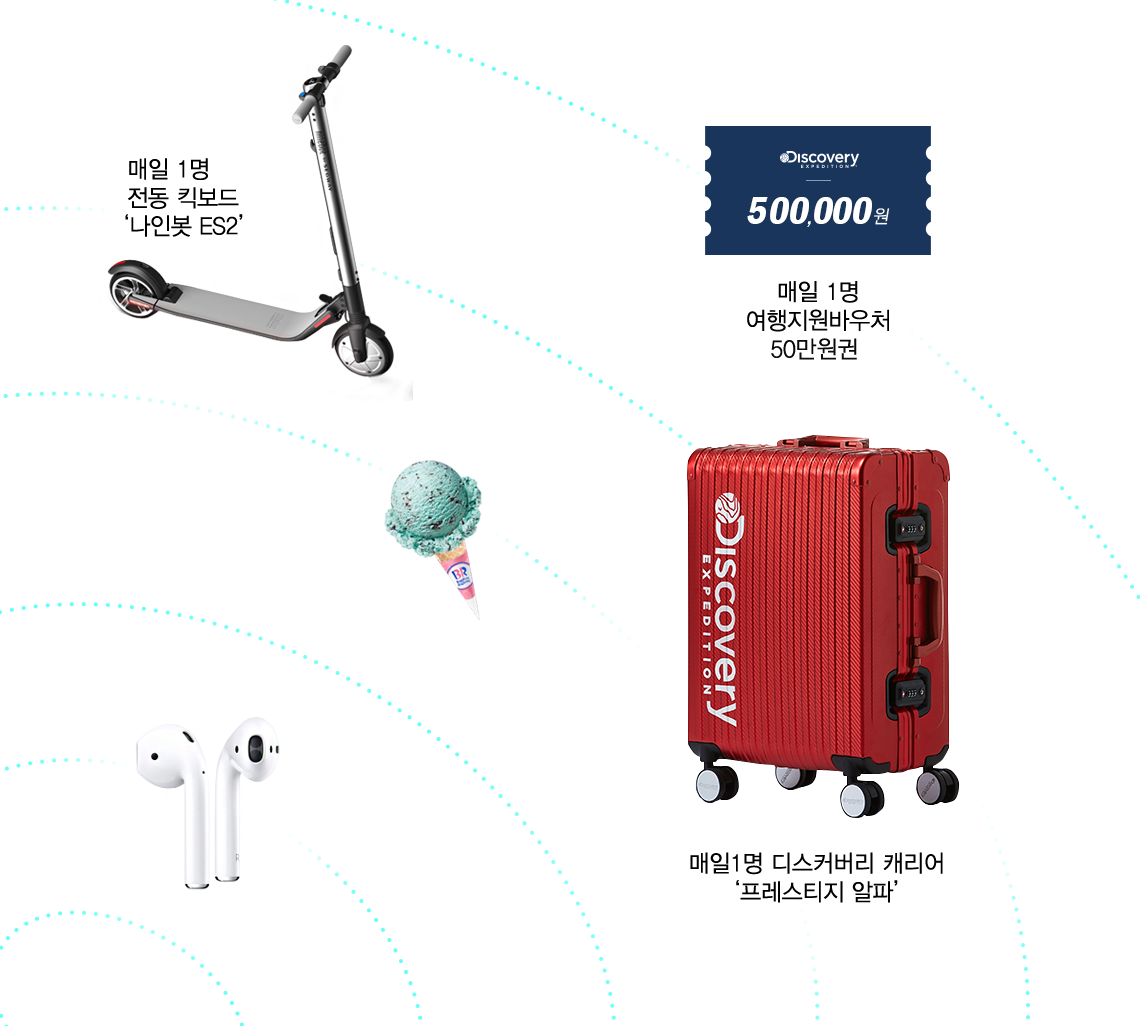 매일 1명
전동 킥보드
‘나인봇 ES2’
Discovery
EXPEDITION
500,000원
매일 1명
여행지원바우처
50만원권
BR
Discovery
EXPEDITION
매일1명 디스커버리 캐리어
‘프레스티지 알파’